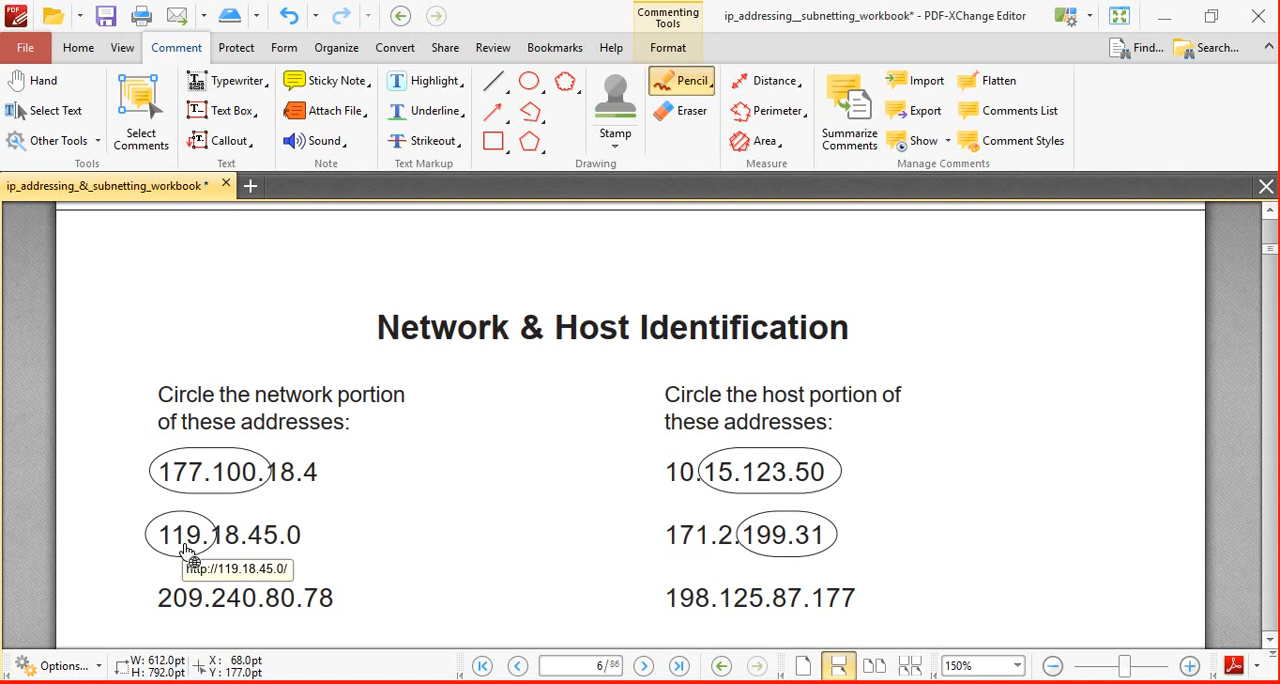 Commenting
Tools
ip_addressing__subnetting_workbook* - PDF-XChange Editor
File
Home
View
Comment
Protect
Form
Organize
Convert
Share
Review
Bookmarks
Help
Format
Find...
Search...
Hand
Select Text
Other Tools
Select
Comments
Tools
Typewriter
Text Box
Callout
Text
Sticky Note
Attach File
Sound
Note
Highlight
Underline
Strikeout
Text Markup
Stamp
Pencil
Eraser
Drawing
Distance
Perimeter
Area
Measure
Summarize
Comments
Import
Export
Show
Flatten
Comments List
Comment Styles
Manage Comments
ip_addressing_&_subnetting_workbook *
Network & Host Identification
Circle the network portion
of these addresses:
177.100.18.4
119.18.45.0
http://119.18.45.0/
209.240.80.78
Circle the host portion of
these addresses:
10.15.123.50
171.2.199.31
198.125.87.177
Options...
W: 612.0pt
H: 792.0pt
X: 68.0pt
Y: 177.0pt
6/86
150%